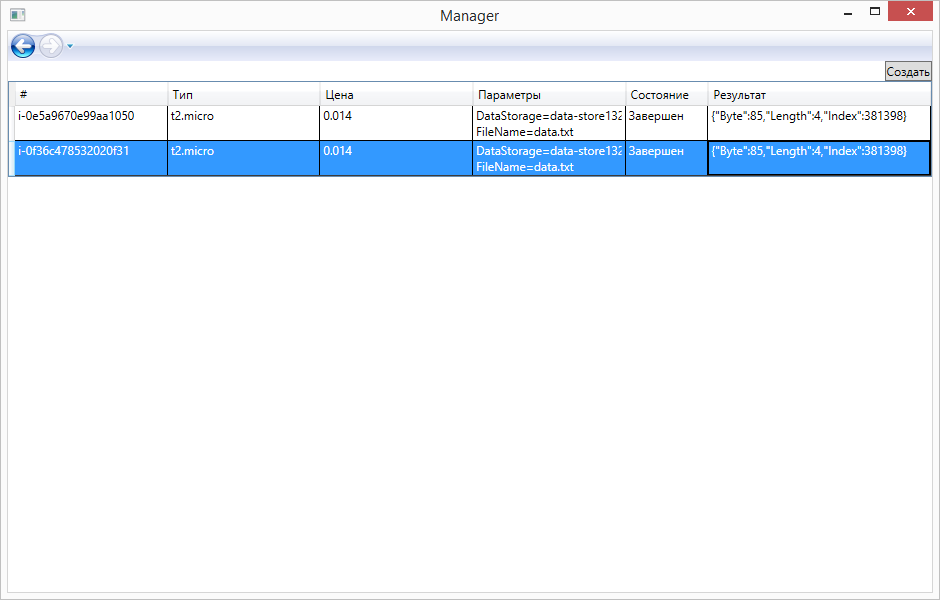 Manager
Создать
# Тип Цена Параметры Состояние Результат
i-0e5a9670e99aa1050 t2.micro 0.014 DataStorage=data-store132 Завершен {"Byte":85,"Length":4,"Index":381398}
FileName=data.txt
i-0f36c478532020f31 t2.micro 0.014 DataStorage=data-store132 Завершен {"Byte":85,"Length":4,"Index":381398}
FileName=data.txt